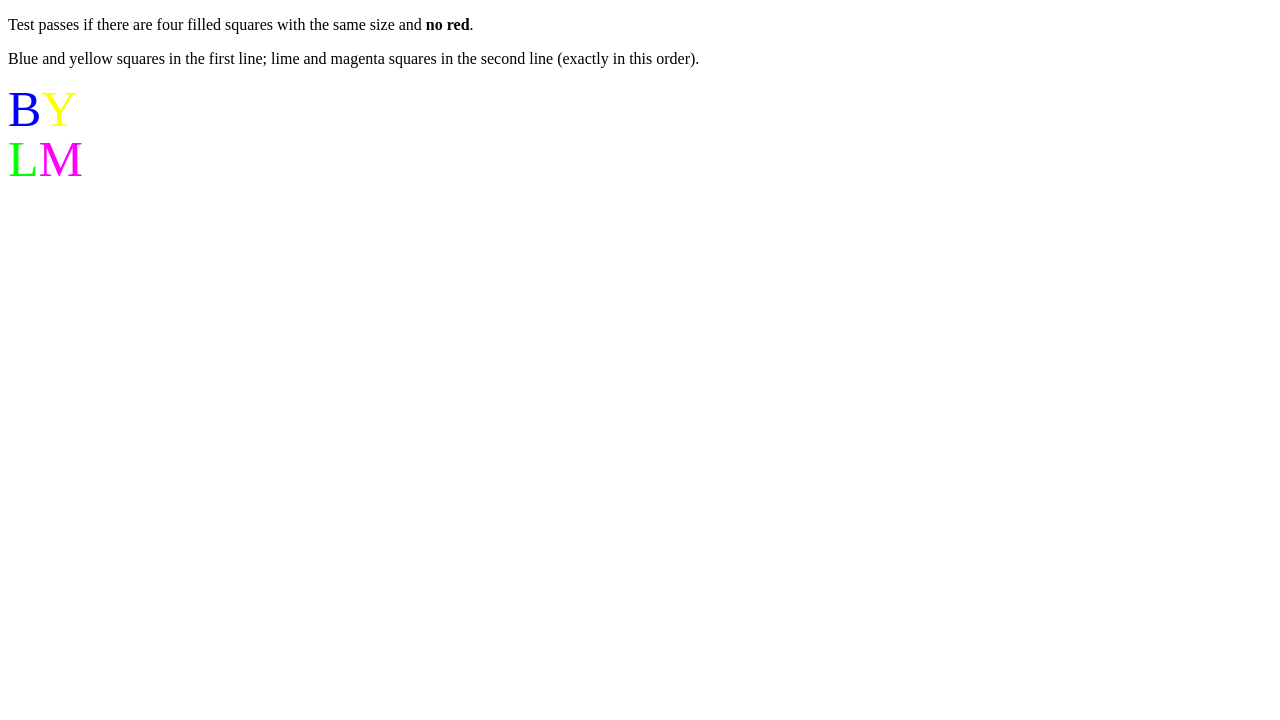 Test passes if there are four filled squares with the same size and no red.
Blue and yellow squares in the first line; lime and magenta squares in the second line (exactly in this order).
BY
LM